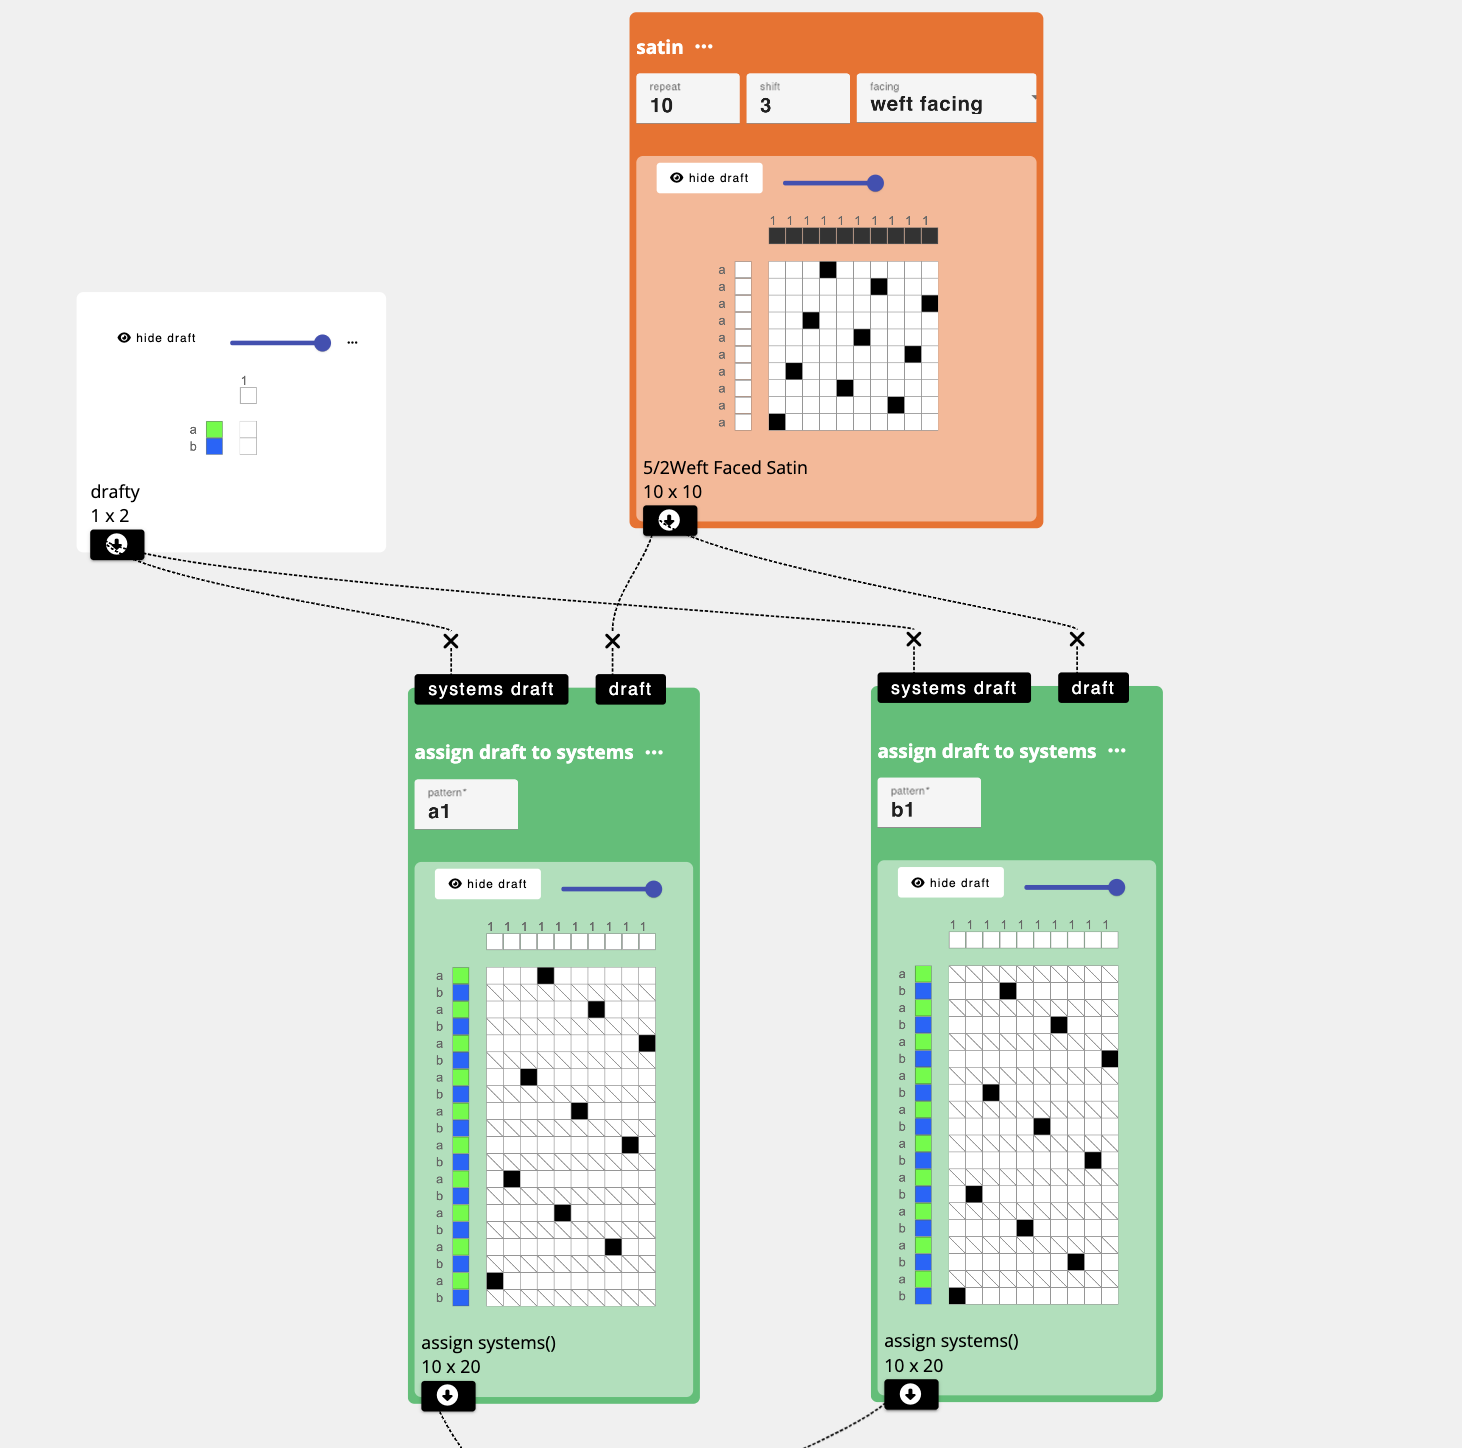 satin ...
repeat
10
shift
3
facing
weft facing
hide draft
1 1 1 1 1 1 1 1 1 1
a
a
a
a
a
a
a
a
a
a
5/2Weft Faced Satin
10 x 10
hide draft ...
1
a
b
drafty
1 x 2
systems draft
draft
assign draft to systems ...
pattern*
a1
hide draft
1 1 1 1 1 1 1 1 1 1
a
b
a
b
a
b
a
b
a
b
a
b
a
b
a
b
a
b
a
b
assign systems()
10 x 20
systems draft
draft
assign draft to systems ...
pattern*
b1
hide draft
1 1 1 1 1 1 1 1 1 1
a
b
a
b
a
b
a
b
a
b
a
b
a
b
a
b
a
b
a
b
assign systems()
10 x 20